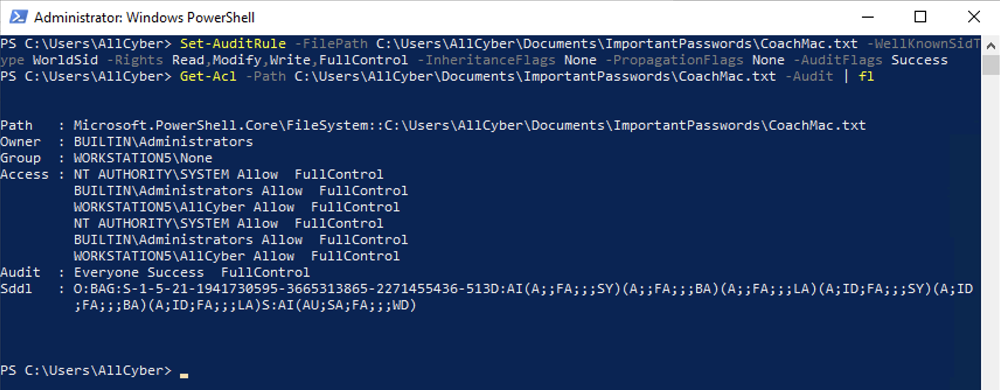 Administrator: Windows PowerShell
PS C:\Users\AllCyber> Set-AuditRule -FilePath C:\Users\AllCyber\Documents\ImportantPasswords\CoachMac.txt -WellKnownSidT
ype WorldSid -Rights Read,Modify,Write,FullControl -InheritanceFlags None -PropagationFlags None -AuditFlags Success
PS C:\Users\AllCyber> Get-Acl -Path C:\Users\AllCyber\Documents\ImportantPasswords\CoachMac.txt -Audit | fl
Path   : Microsoft.PowerShell.Core\FileSystem::C:\Users\AllCyber\Documents\ImportantPasswords\CoachMac.txt
Owner  : BUILTIN\Administrators
Group  : WORKSTATION5\None
Access : NT AUTHORITY\SYSTEM Allow  FullControl
         BUILTIN\Administrators Allow  FullControl
         WORKSTATION5\AllCyber Allow  FullControl
         NT AUTHORITY\SYSTEM Allow  FullControl
         BUILTIN\Administrators Allow  FullControl
         WORKSTATION5\AllCyber Allow  FullControl
Audit  : Everyone Success  FullControl
Sddl   : O:BAG:S-1-5-21-1941730595-3665313865-2271455436-513D:AI(A;;FA;;;SY)(A;;FA;;;BA)(A;;FA;;;LA)(A;ID;FA;;;SY)(A;ID
         ;FA;;;BA)(A;ID;FA;;;LA)S:AI(AU;SA;FA;;;WD)
PS C:\Users\AllCyber>